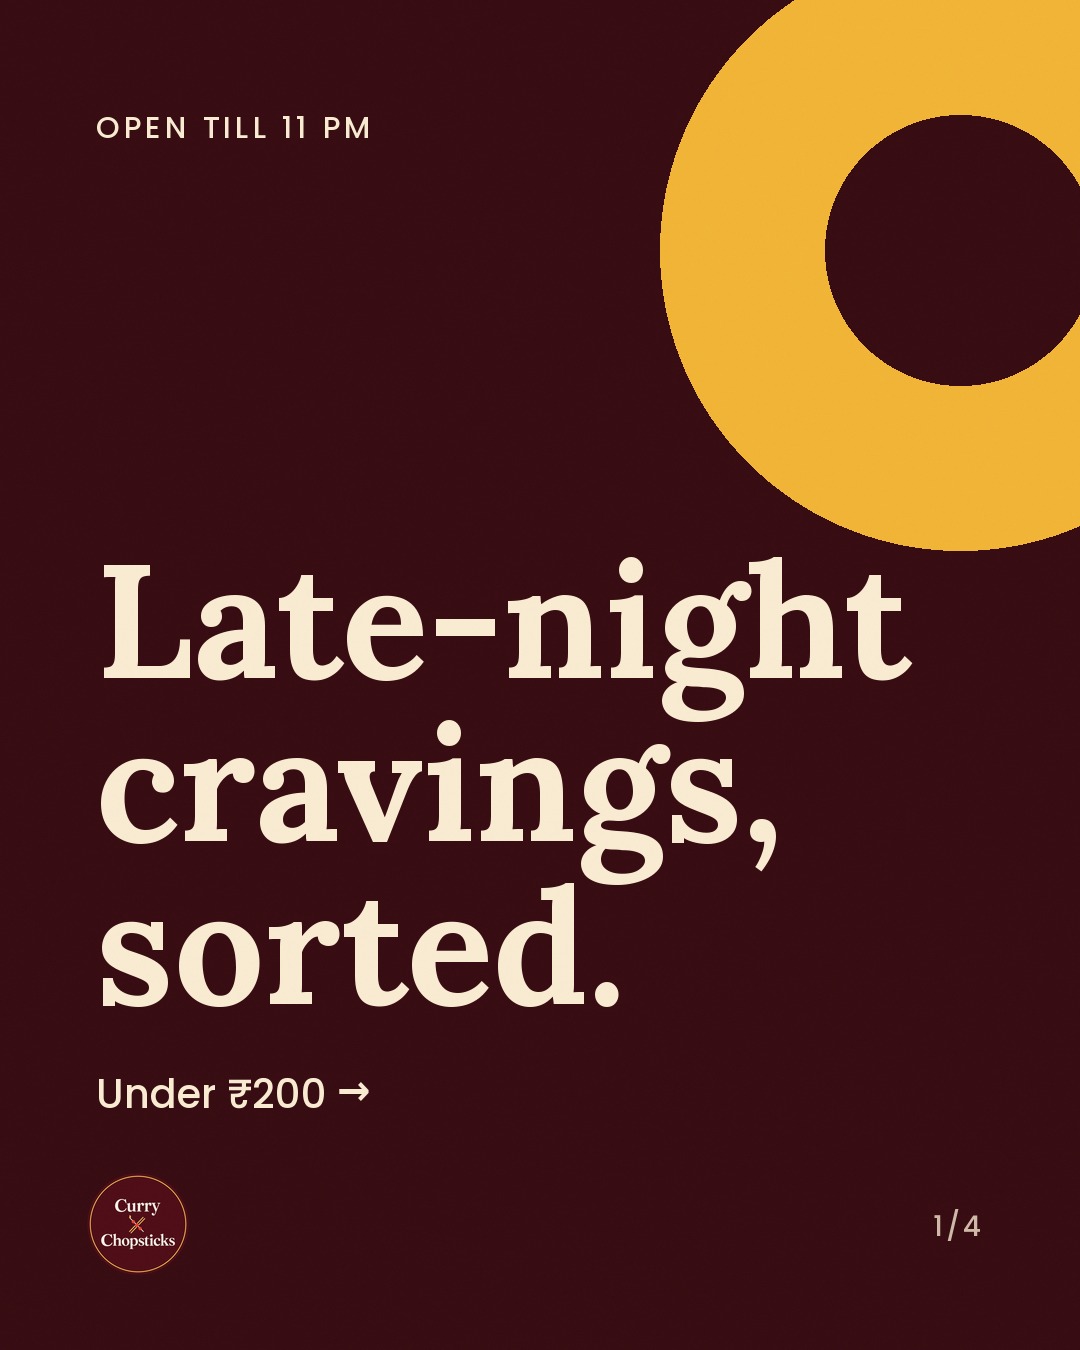 OPEN TILL 11 PM
Late-night
cravings,
sorted.
Under ₹200 →
Curry
Chopsticks
1/4